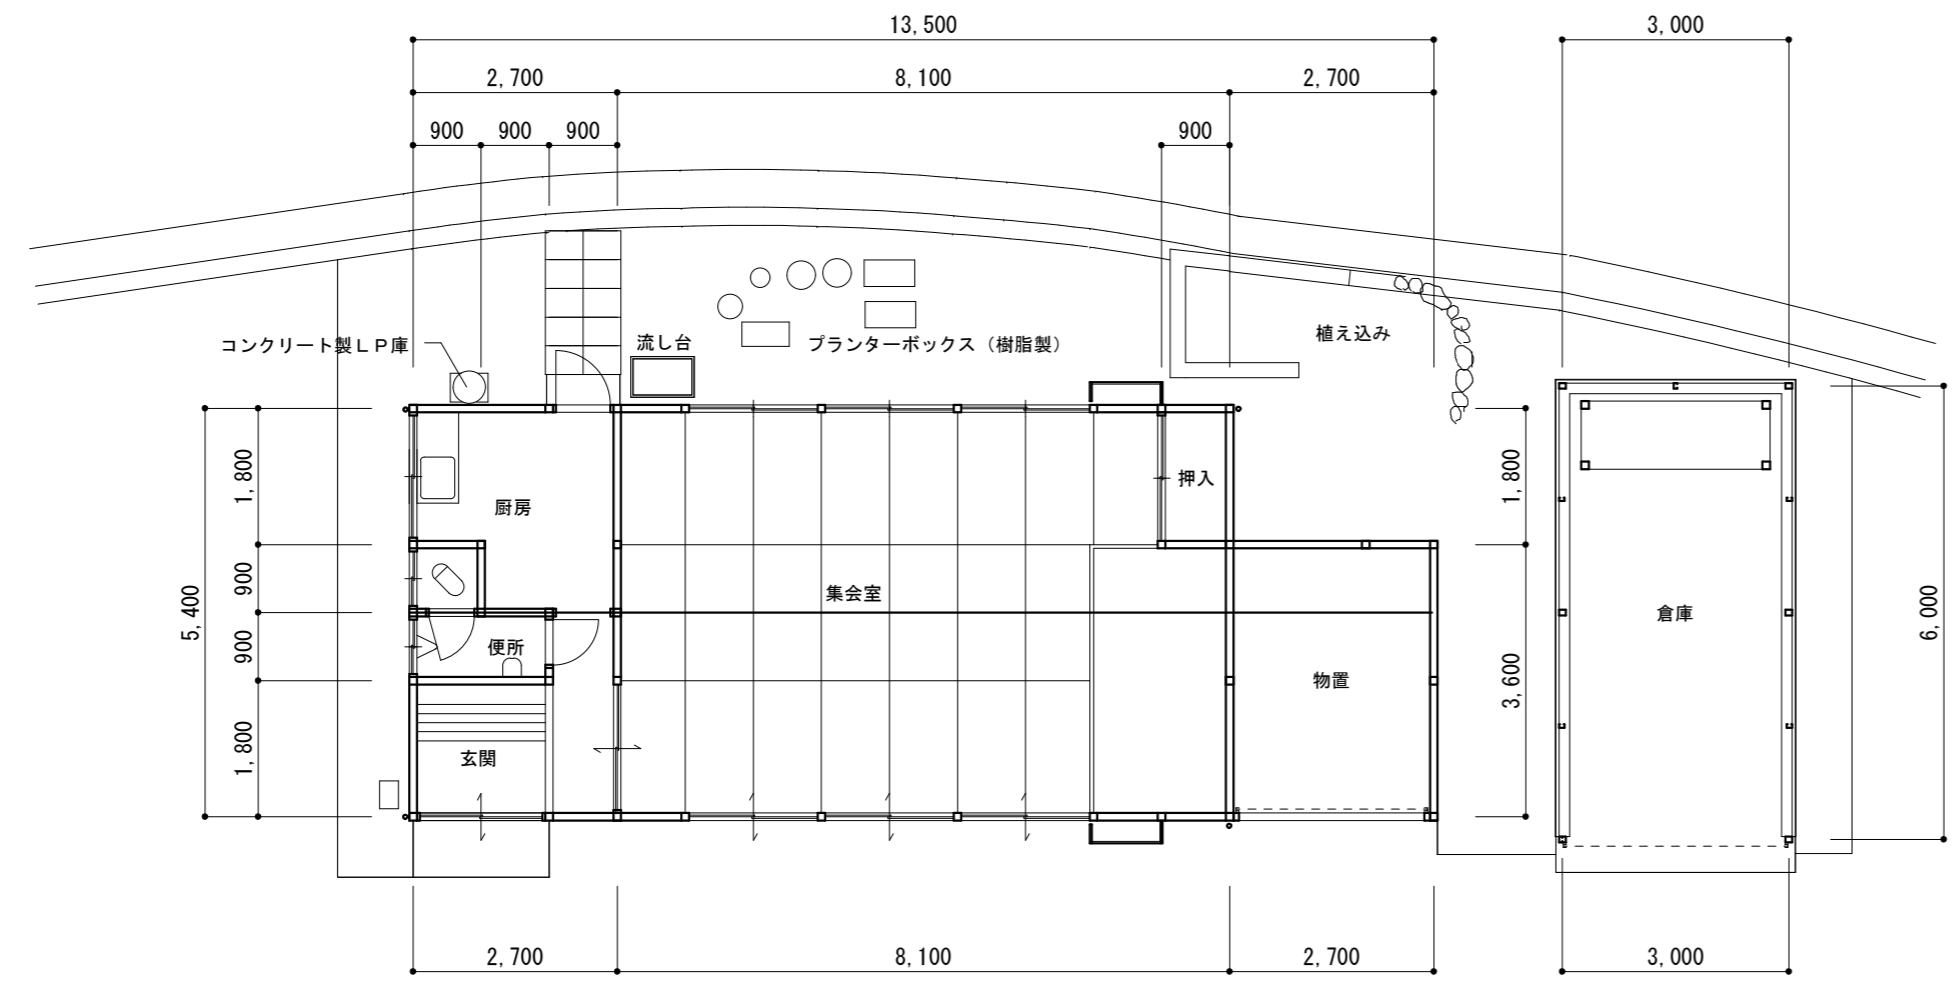 13,500
3,000
2,700
8,100
2,700
900
900
900
900
コンクリート製ＬＰ庫
流し台
プランターボックス（樹脂製）
植え込み
1,800
厨房
押入
1,800
900
5,400
集会室
6,000
倉庫
900
便所
物置
3,600
1,800
玄関
2,700
8,100
2,700
3,000